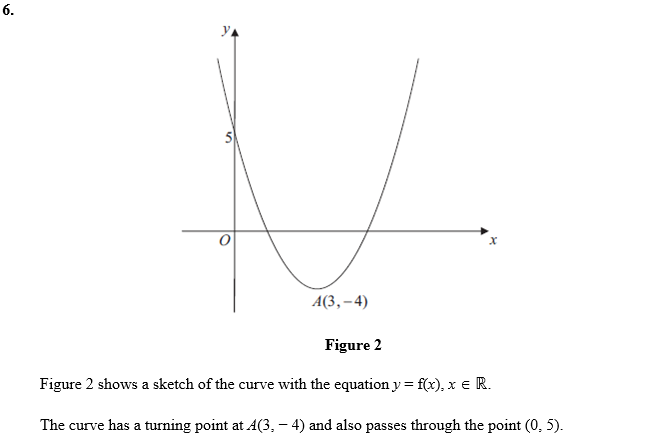 6.
y
5
O
x
A(3, − 4)
Figure 2
Figure 2 shows a sketch of the curve with the equation y = f(x), x ∈ ℝ.
The curve has a turning point at A(3, − 4) and also passes through the point (0, 5).